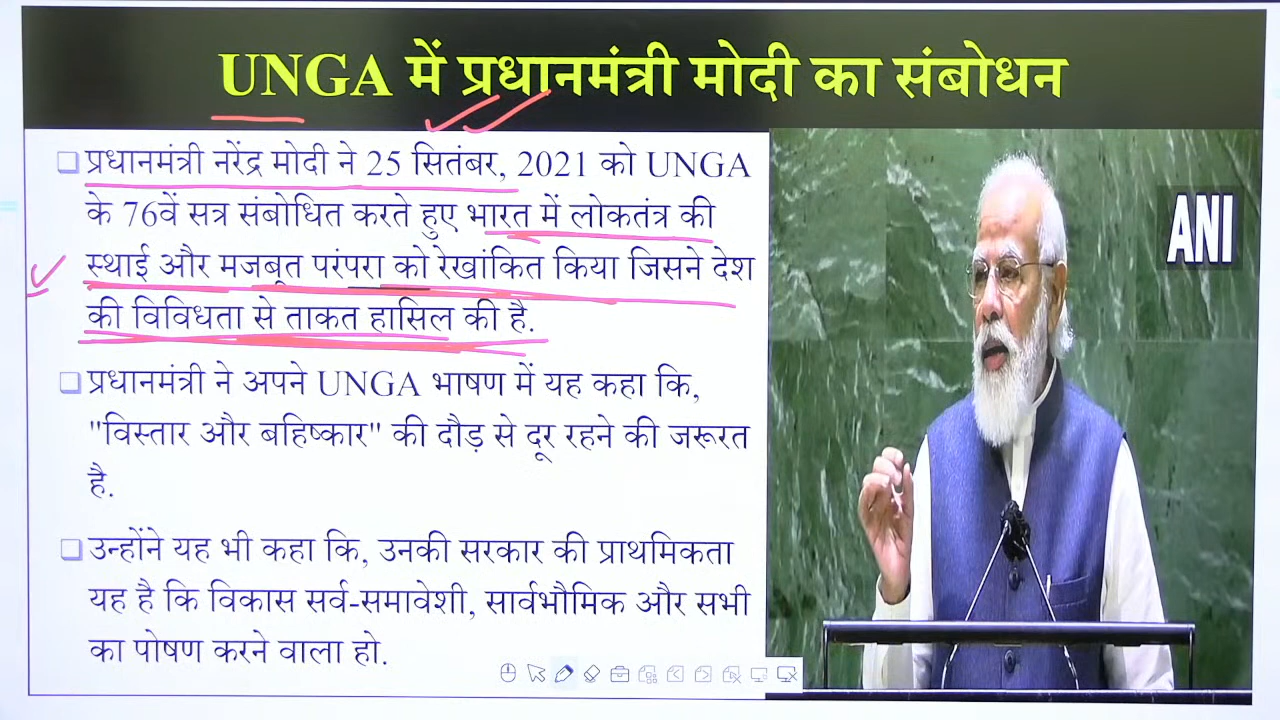 UNGA में प्रधानमंत्री मोदी का संबोधन
प्रधानमंत्री नरेंद्र मोदी ने 25 सितंबर, 2021 को UNGA
के 76वें सत्र संबोधित करते हुए भारत में लोकतंत्र की
स्थाई और मजबूत परंपरा को रेखांकित किया जिसने देश
की विविधता से ताकत हासिल की है.
प्रधानमंत्री ने अपने UNGA भाषण में यह कहा कि,
"विस्तार और बहिष्कार" की दौड़ से दूर रहने की जरूरत
है.
उन्होंने यह भी कहा कि, उनकी सरकार की प्राथमिकता
यह है कि विकास सर्व-समावेशी, सार्वभौमिक और सभी
का पोषण करने वाला हो.
ANI